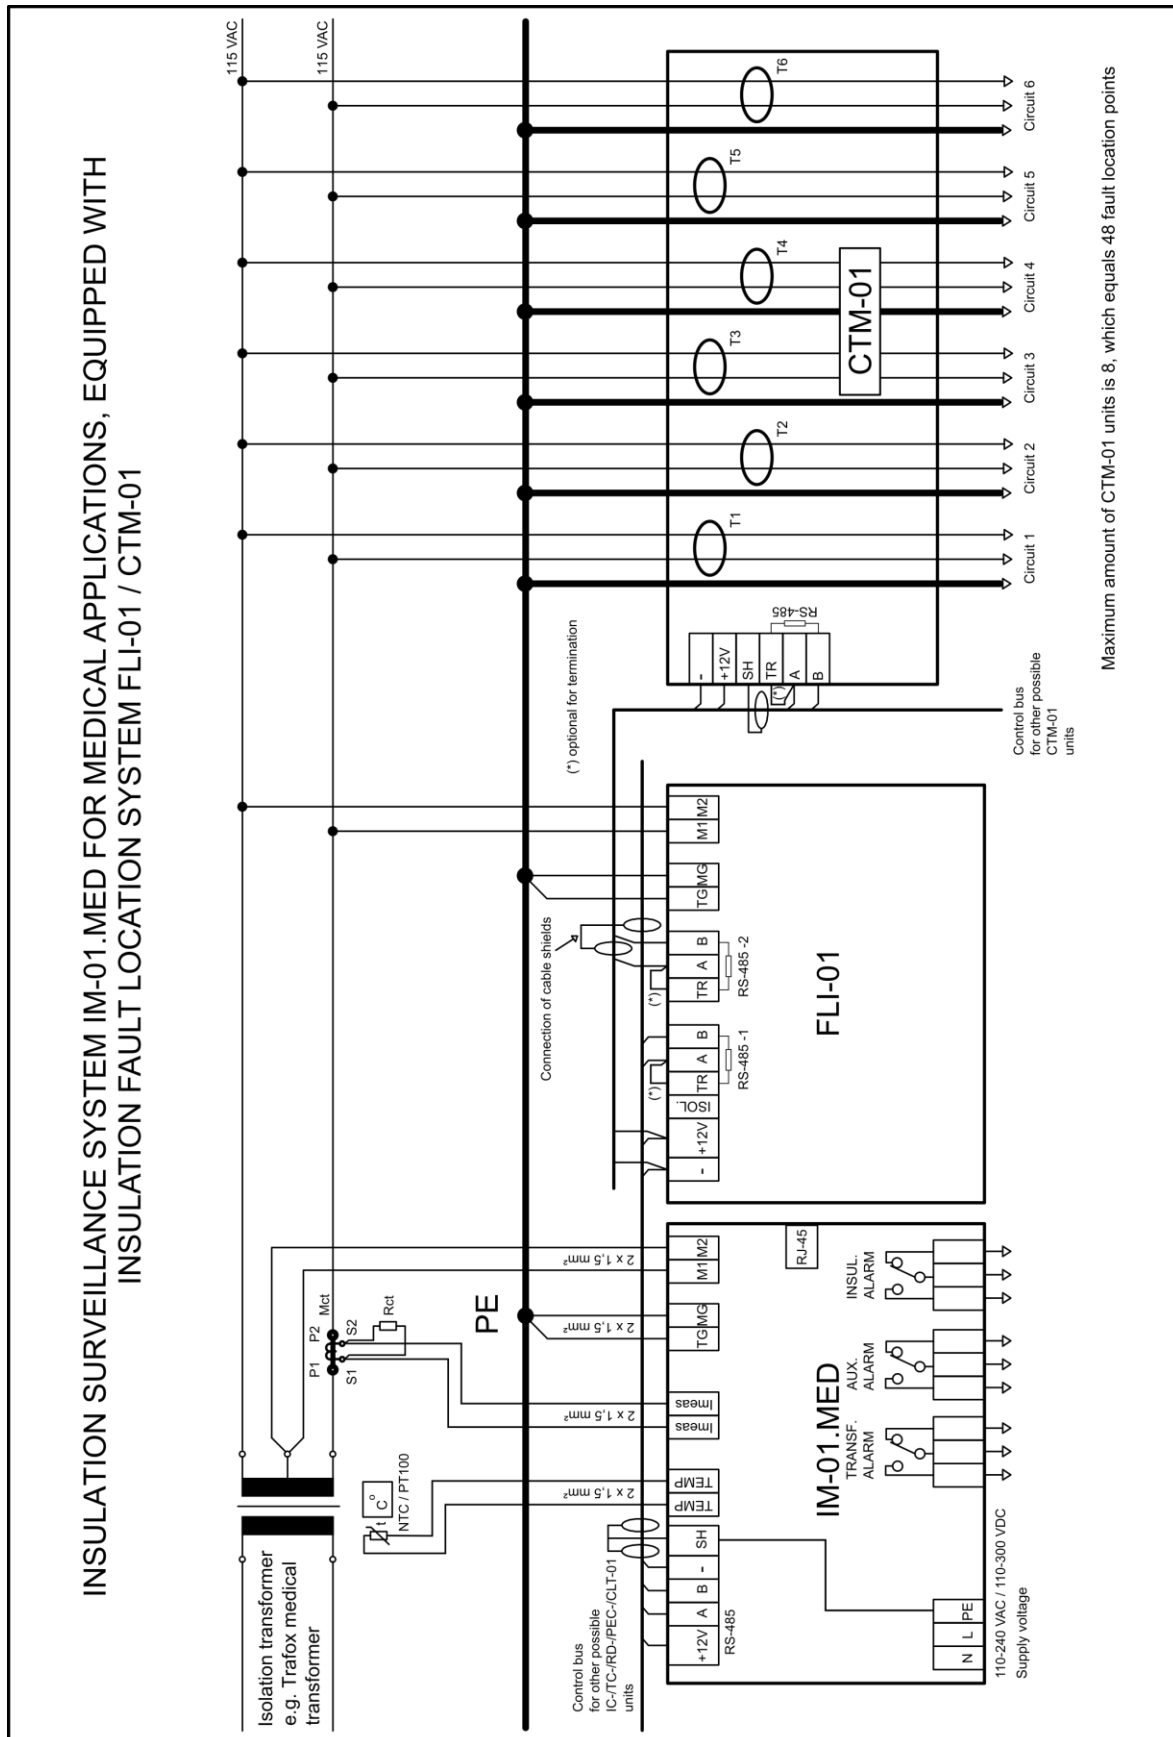 INSULATION SURVEILLANCE SYSTEM IM-01.MED FOR MEDICAL APPLICATIONS, EQUIPPED WITH
INSULATION FAULT LOCATION SYSTEM FLI-01 / CTM-01
115 VAC
115 VAC
Isolation transformer
e.g. Trafox medical
transformer
P1
P2
Mct
S1
S2
Rct
t
C°
NTC / PT100
PE
Control bus
for other possible
IC-/TC-/RD-/PEC-/CLT-01
units
2 x 1,5 mm²
2 x 1,5 mm²
2 x 1,5 mm²
2 x 1,5 mm²
+12V
A
B
-
SH
RS-485
TEMP
TEMP
Imeas
Imeas
TG
MG
M1
M2
RJ-45
IM-01.MED
TRANSF.
ALARM
AUX.
ALARM
INSUL.
ALARM
N
L
PE
110-240 VAC / 110-300 VDC
Supply voltage
Connection of cable shields
(*) optional for termination
-
+12V
ISOL.
TR
A
B
(*)
RS-485 -1
TR
A
B
(*)
RS-485 -2
TG
MG
M1
M2
FLI-01
-
+12V
SH
TR
A
B
(*)
RS-485
T1
T2
T3
T4
T5
T6
CTM-01
Control bus
for other possible
CTM-01
units
Circuit 1
Circuit 2
Circuit 3
Circuit 4
Circuit 5
Circuit 6
Maximum amount of CTM-01 units is 8, which equals 48 fault location points